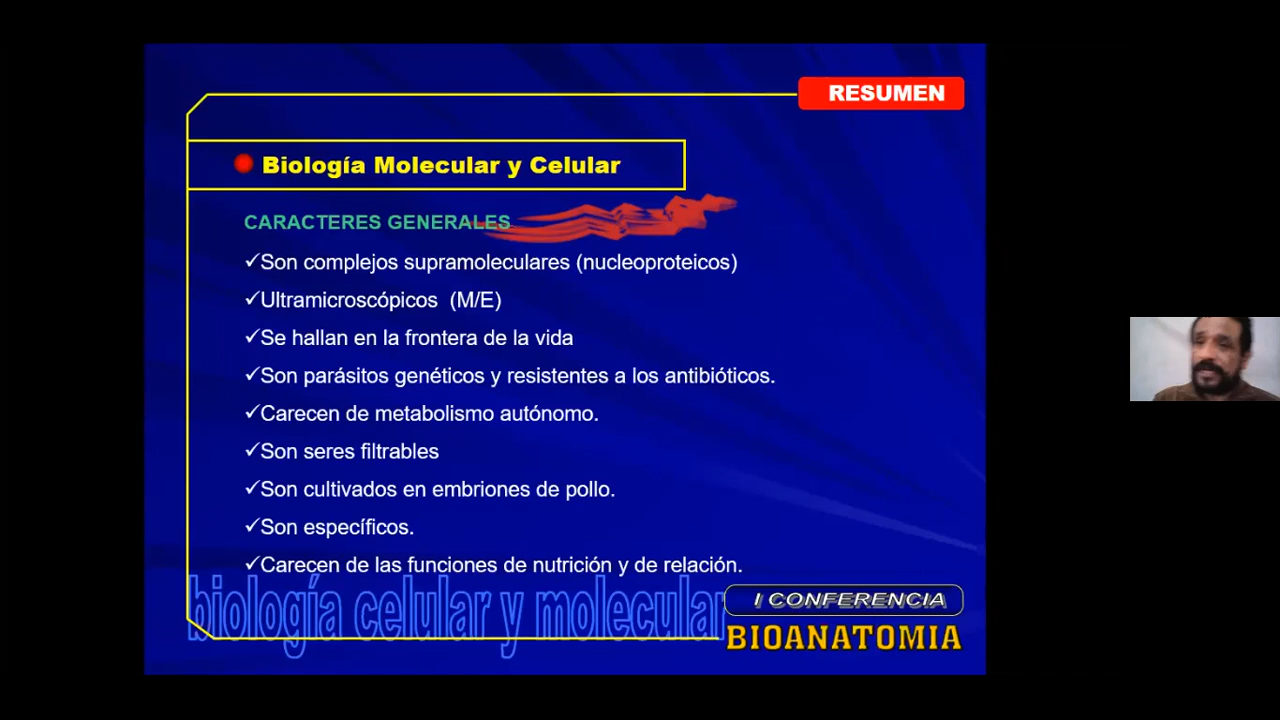 RESUMEN
Biología Molecular y Celular
CARACTERES GENERALES
✓Son complejos supramoleculares (nucleoproteicos)
✓Ultramicroscópicos (M/E)
✓Se hallan en la frontera de la vida
✓Son parásitos genéticos y resistentes a los antibióticos.
✓Carecen de metabolismo autónomo.
✓Son seres filtrables
✓Son cultivados en embriones de pollo.
✓Son específicos.
✓Carecen de las funciones de nutrición y de relación.
biología celular y molecular
I CONFERENCIA
BIOANATOMIA